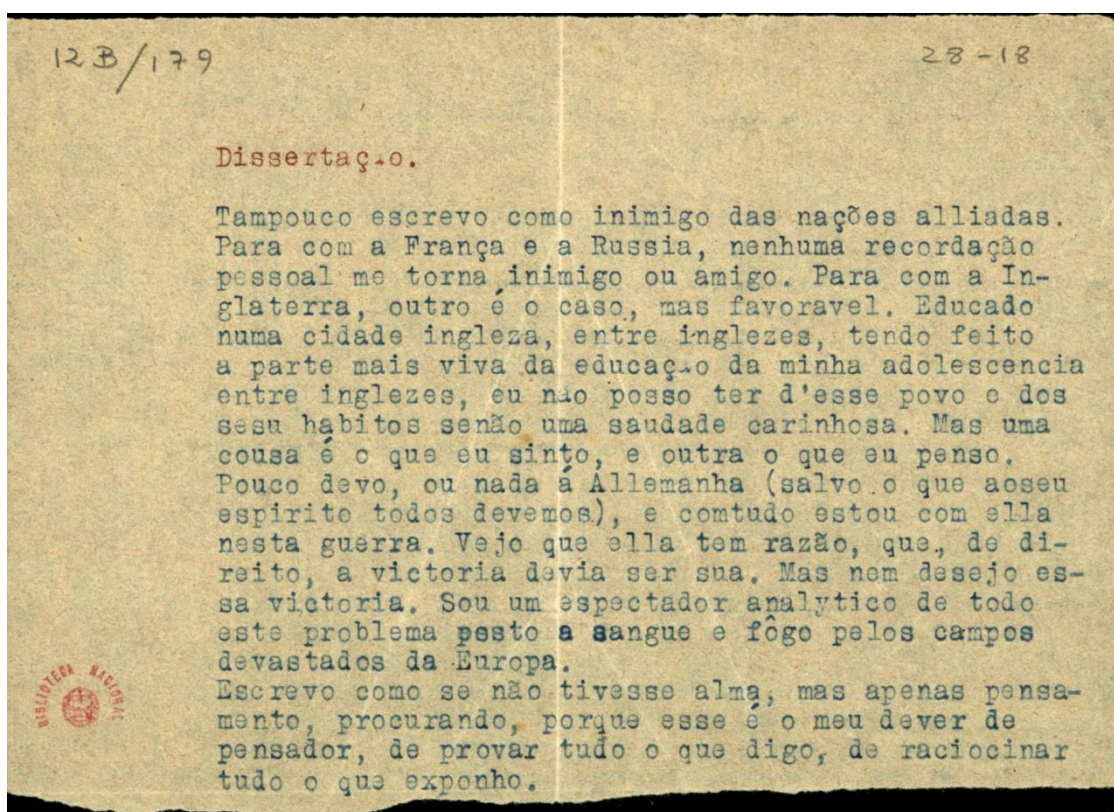 12 B/179
28-18
Dissertação.
Tampouco escrevo como inimigo das nações alliadas.
Para com a França e a Russia, nenhuma recordação
pessoal me torna inimigo ou amigo. Para com a In-
glaterra, outro é o caso, mas favoravel. Educado
numa cidade ingleza, entre inglezes, tendo feito
a parte mais viva da educação da minha adolescencia
entre inglezes, eu não posso ter d'esse povo e dos
sesu habitos senão uma saudade carinhosa. Mas uma
cousa é o que eu sinto, e outra o que eu penso.
Pouco devo, ou nada á Allemanha (salvo o que aoseu
espirito todos devemos), e comtudo estou com ella
nesta guerra. Vejo que ella tem razão, que, de di-
reito, a victoria devia ser sua. Mas nem desejo es-
sa victoria. Sou um espectador analytico de todo
este problema posto a sangue e fôgo pelos campos
devastados da Europa.
Escrevo como se não tivesse alma, mas apenas pensa-
mento, procurando, porque esse é o meu dever de
pensador, de provar tudo o que digo, de raciocinar
tudo o que exponho.
BIBLIOTECA NACIONAL